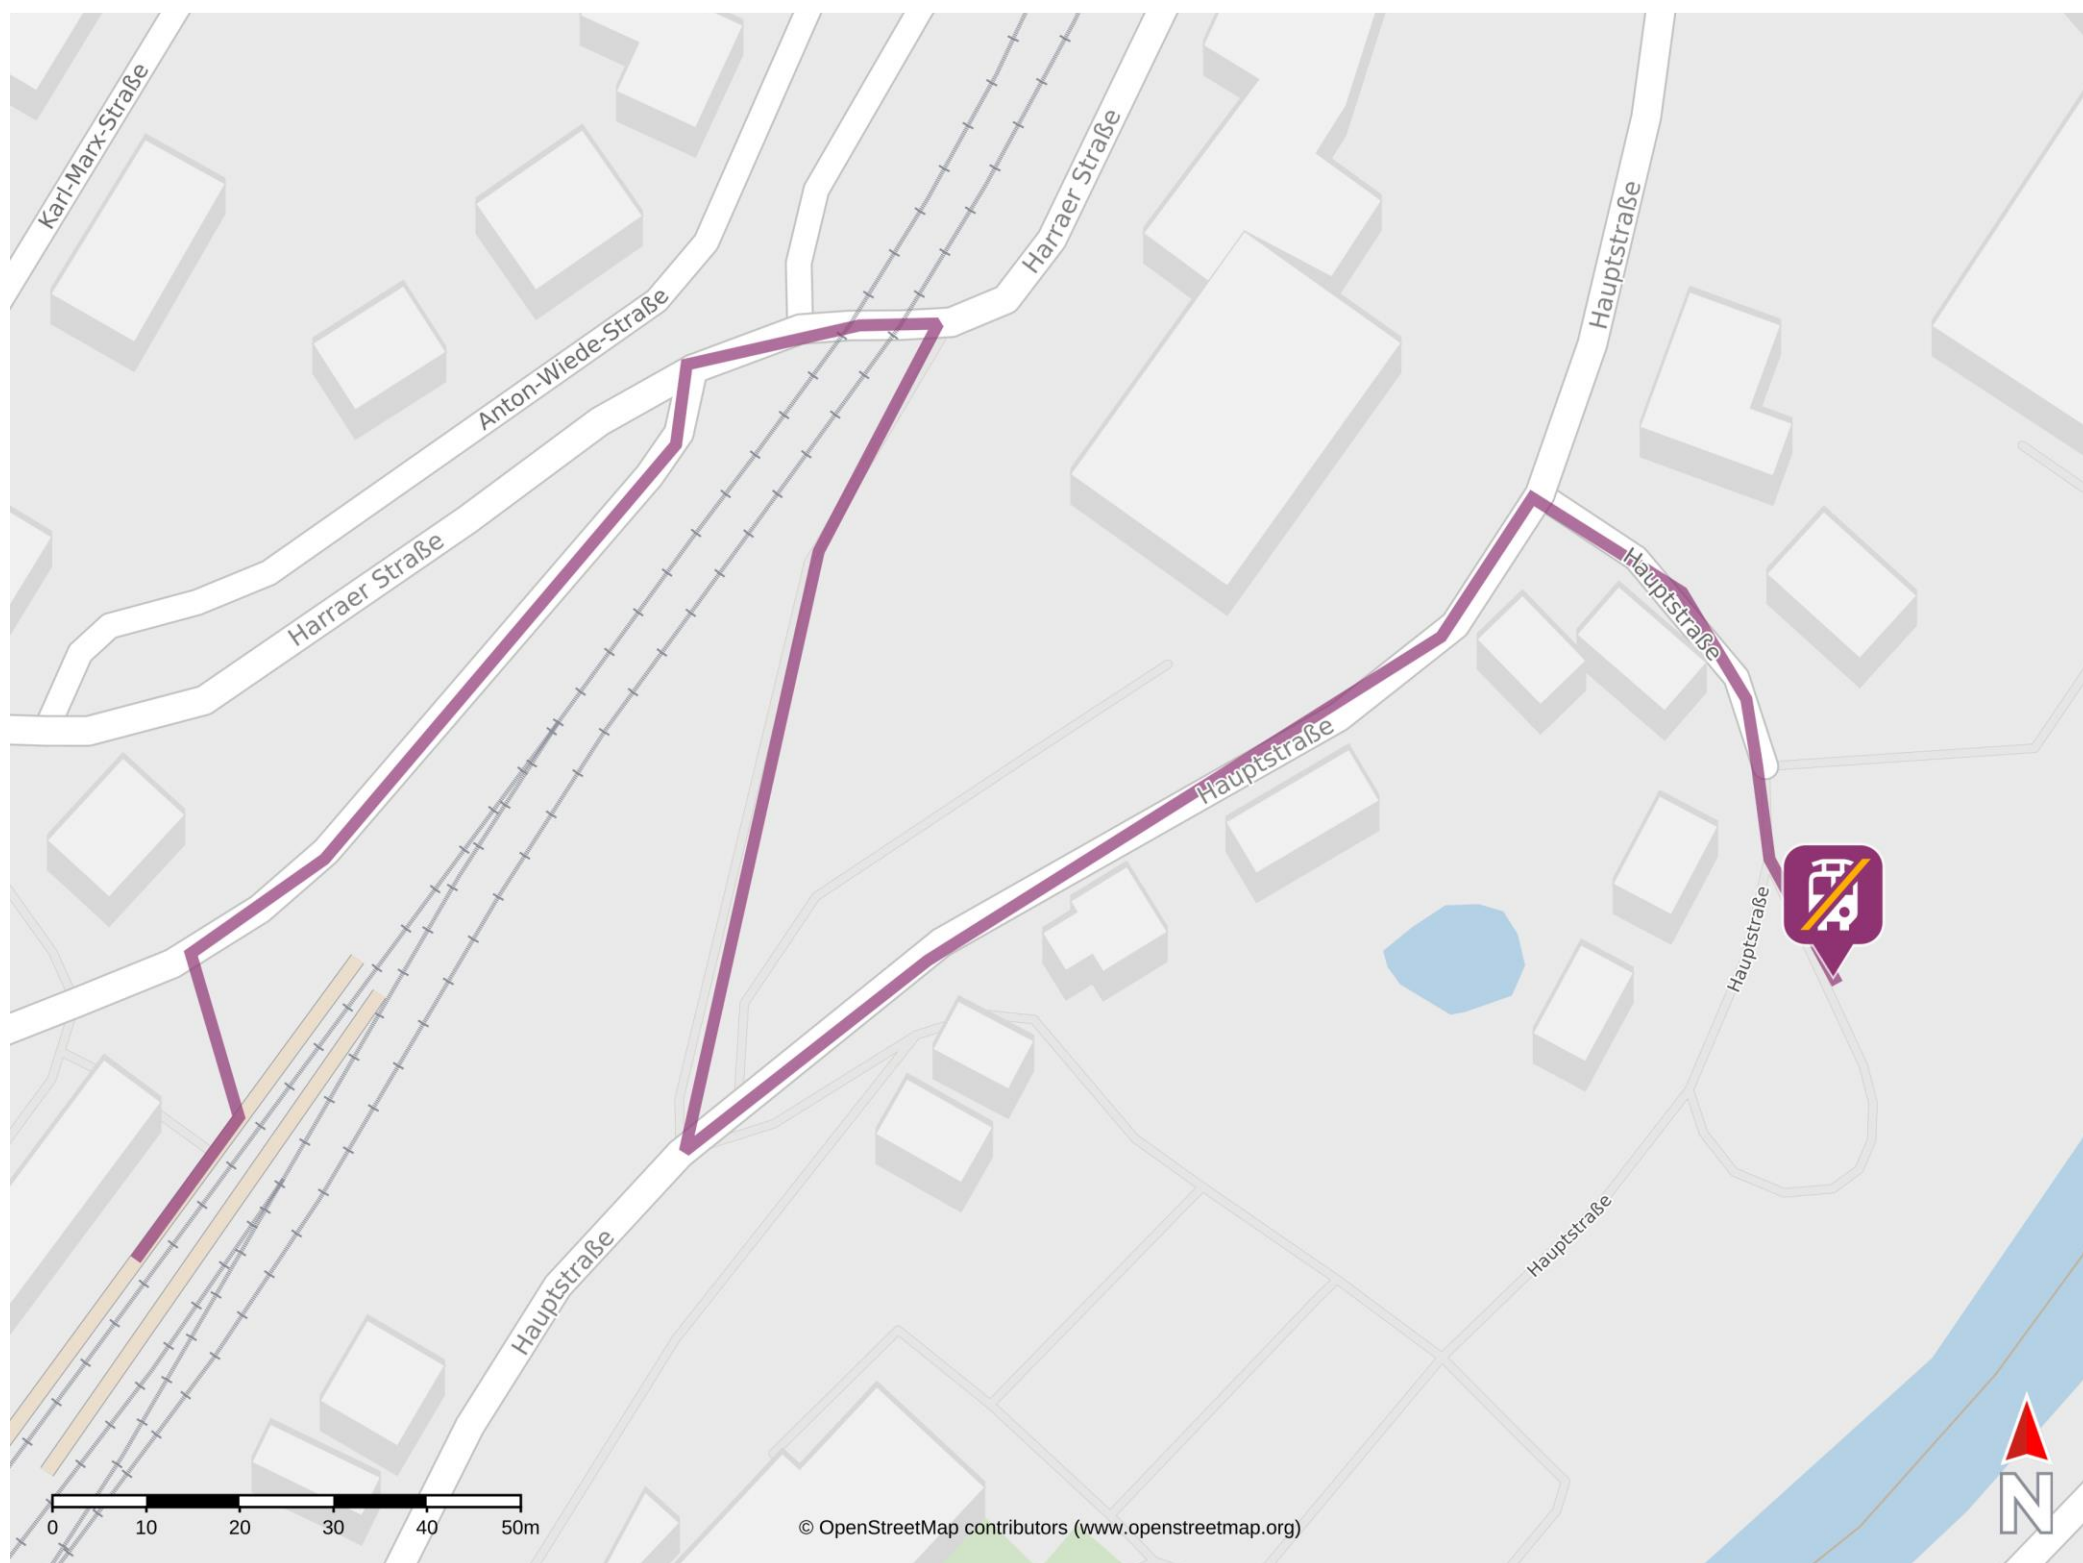 Karl-Marx-Straße
Harraer Straße
Hauptstraße
Anton-Wiede-Straße
Harraer Straße
Hauptstraße
Hauptstraße
Hauptstraße
Hauptstraße
Hauptstraße
N
0 10 20 30 40 50m
© OpenStreetMap contributors (www.openstreetmap.org)